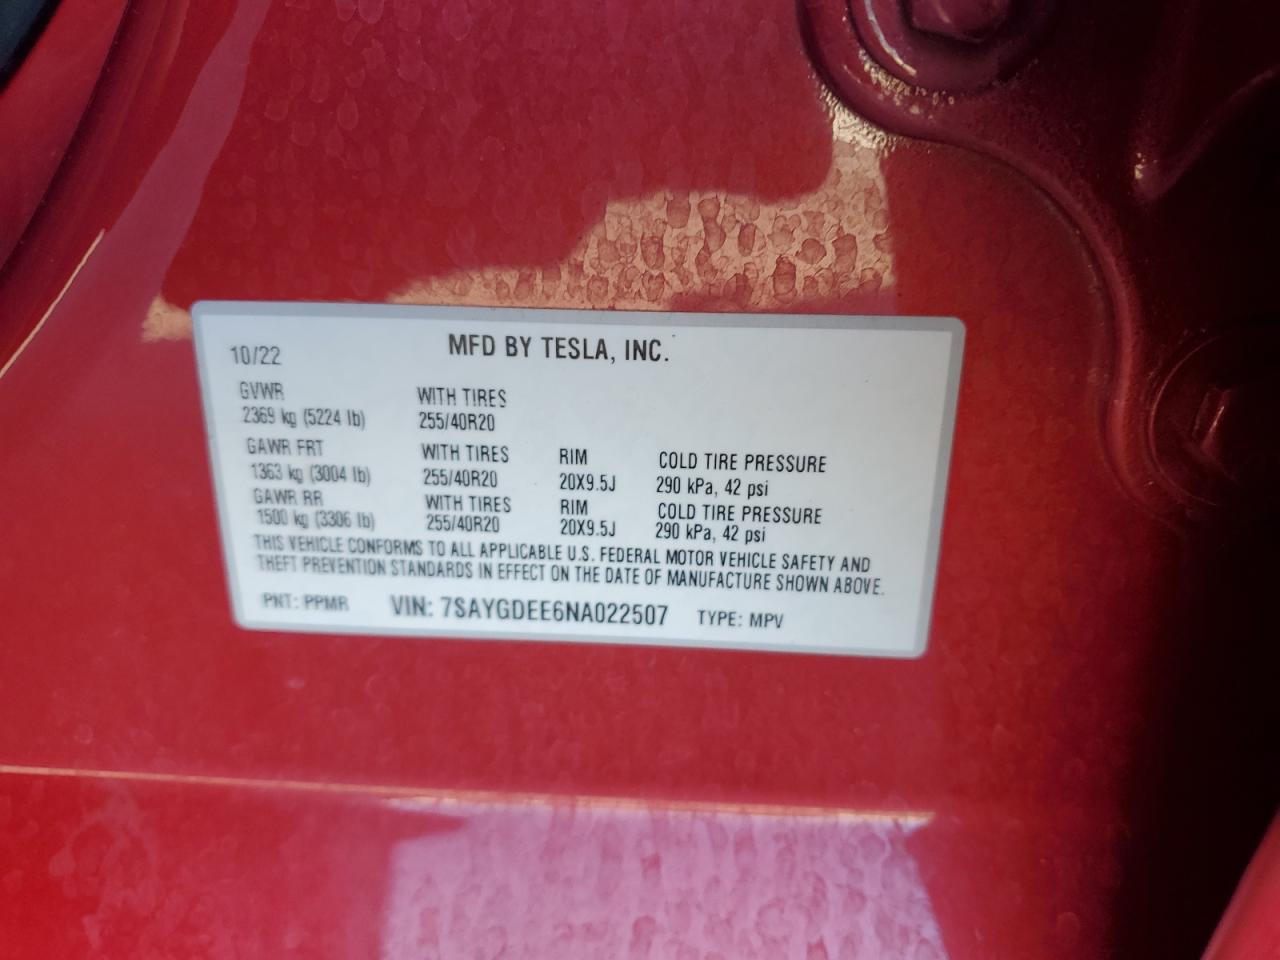 10/22 MFD BY TESLA, INC.
GVWR WITH TIRES
2369 kg (5224 lb) 255/40R20
GAWR FRT WITH TIRES RIM COLD TIRE PRESSURE
1363 kg (3004 lb) 255/40R20 20X9.5J 290 kPa, 42 psi
GAWR RR WITH TIRES RIM COLD TIRE PRESSURE
1500 kg (3306 lb) 255/40R20 20X9.5J 290 kPa, 42 psi
THIS VEHICLE CONFORMS TO ALL APPLICABLE U.S. FEDERAL MOTOR VEHICLE SAFETY AND
THEFT PREVENTION STANDARDS IN EFFECT ON THE DATE OF MANUFACTURE SHOWN ABOVE.
PNT: PPMR VIN: 7SAYGDEE6NA022507 TYPE: MPV